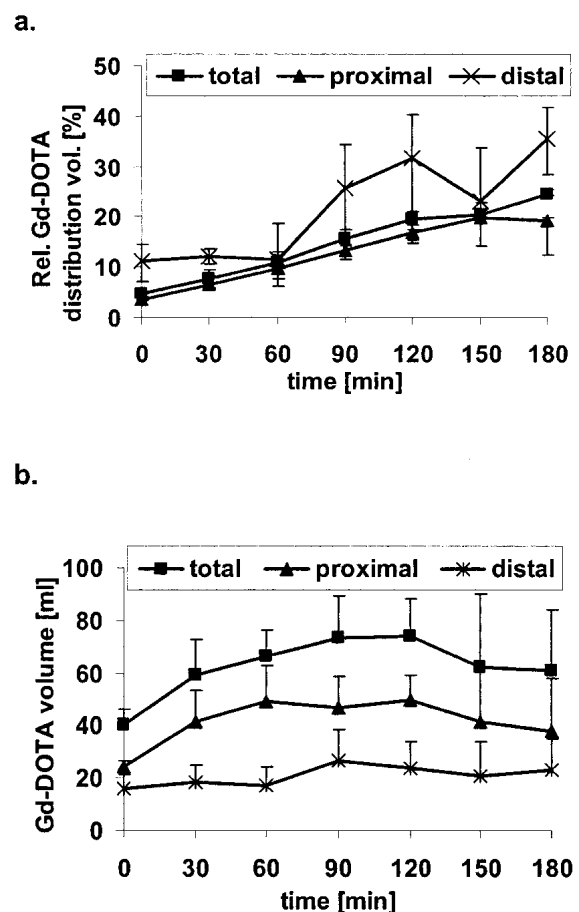 a.
50
40
30
20
10
0
total proximal distal
Rel. Gd-DOTA
distribution vol. [%]
0 30 60 90 120 150 180
time [min]
b.
100
80
60
40
20
0
total proximal distal
Gd-DOTA volume [ml]
0 30 60 90 120 150 180
time [min]